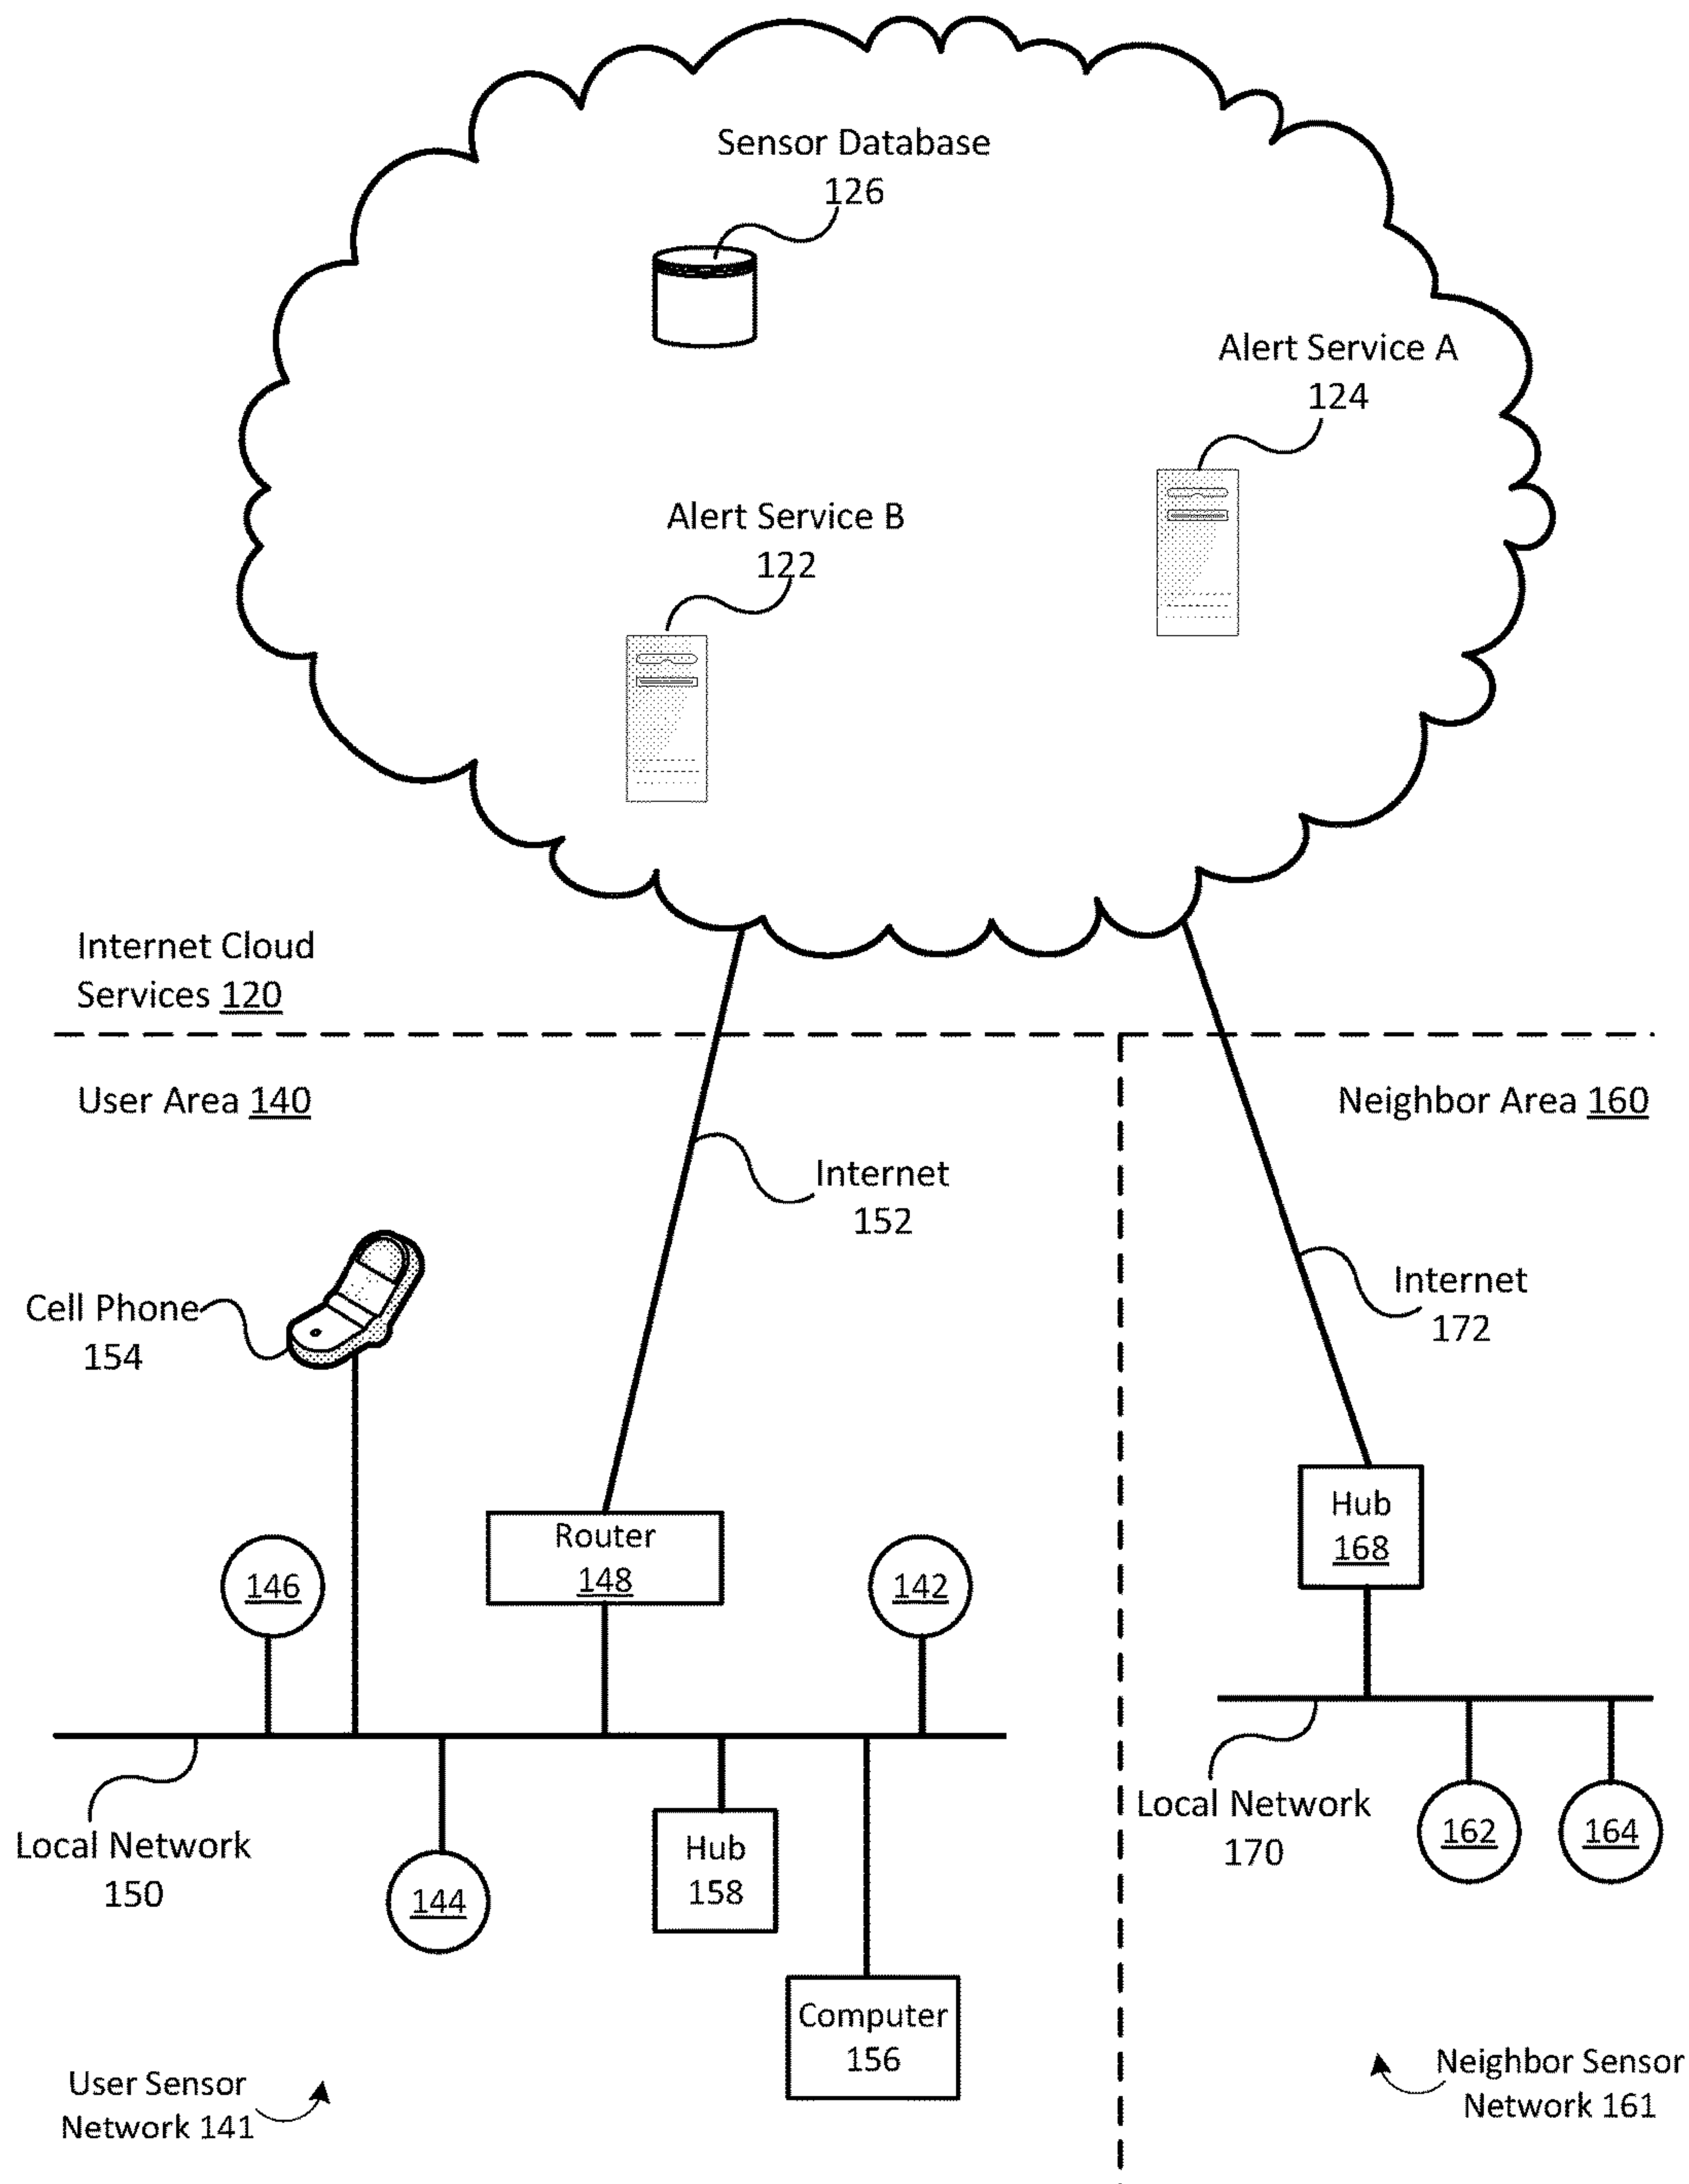 Sensor Database
126
Alert Service A
124
Alert Service B
122
Internet Cloud
Services 120
User Area 140
Neighbor Area 160
Internet
152
Cell Phone
154
Internet
172
Hub
168
Router
148
146
142
Local Network
150
144
Hub
158
Local Network
170
162
164
Computer
156
User Sensor
Network 141
Neighbor Sensor
Network 161